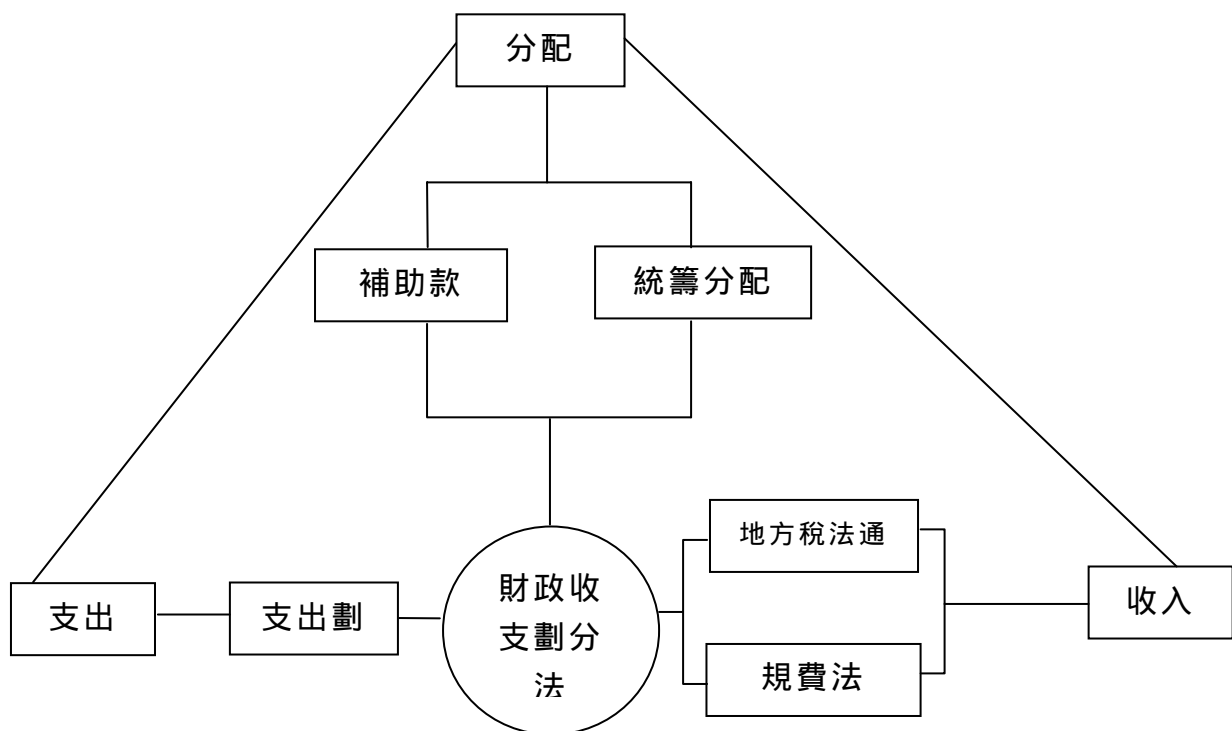 分配
補助款
統籌分配
地方稅法通
財政收
支劃分
法
支出
支出劃
收入
規費法